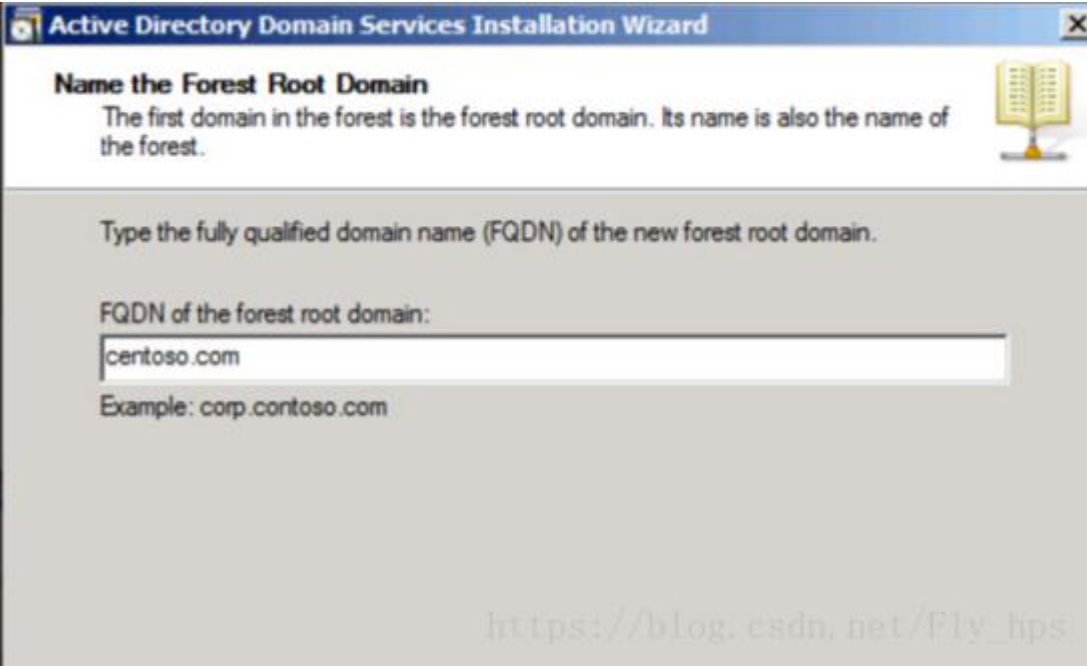 Active Directory Domain Services Installation Wizard
Name the Forest Root Domain
The first domain in the forest is the forest root domain. Its name is also the name of
the forest.
Type the fully qualified domain name (FQDN) of the new forest root domain.
FQDN of the forest root domain:
centoso.com
Example: corp.contoso.com
https://blog.csdn.net/Fly_hps